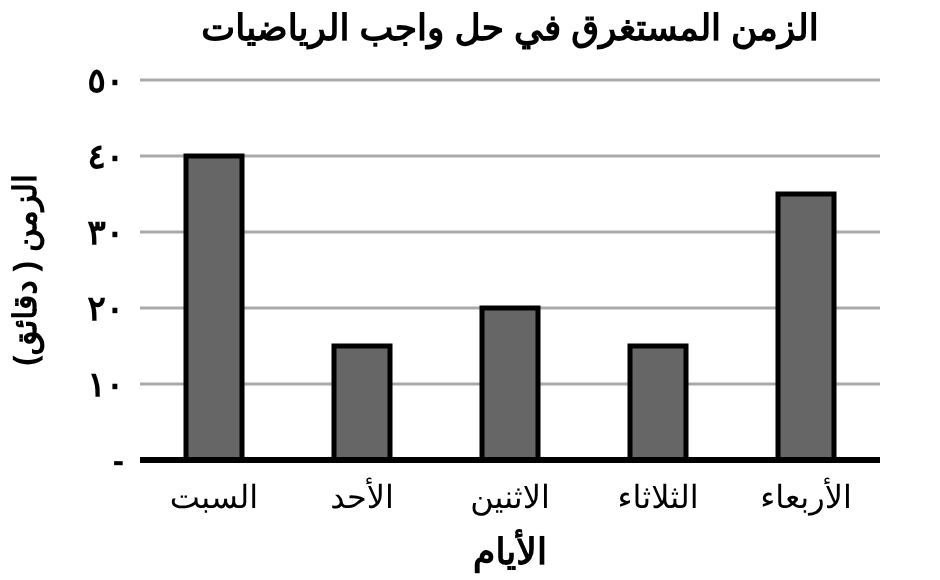 الزمن المستغرق في حل واجب الرياضيات
٥٠
٤٠
٣٠
٢٠
١٠
-
الزمن ( دقائق)
السبت الأحد الاثنين الثلاثاء الأربعاء
الأيام